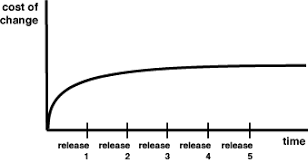 cost of
change
time
release release release release release
1 2 3 4 5